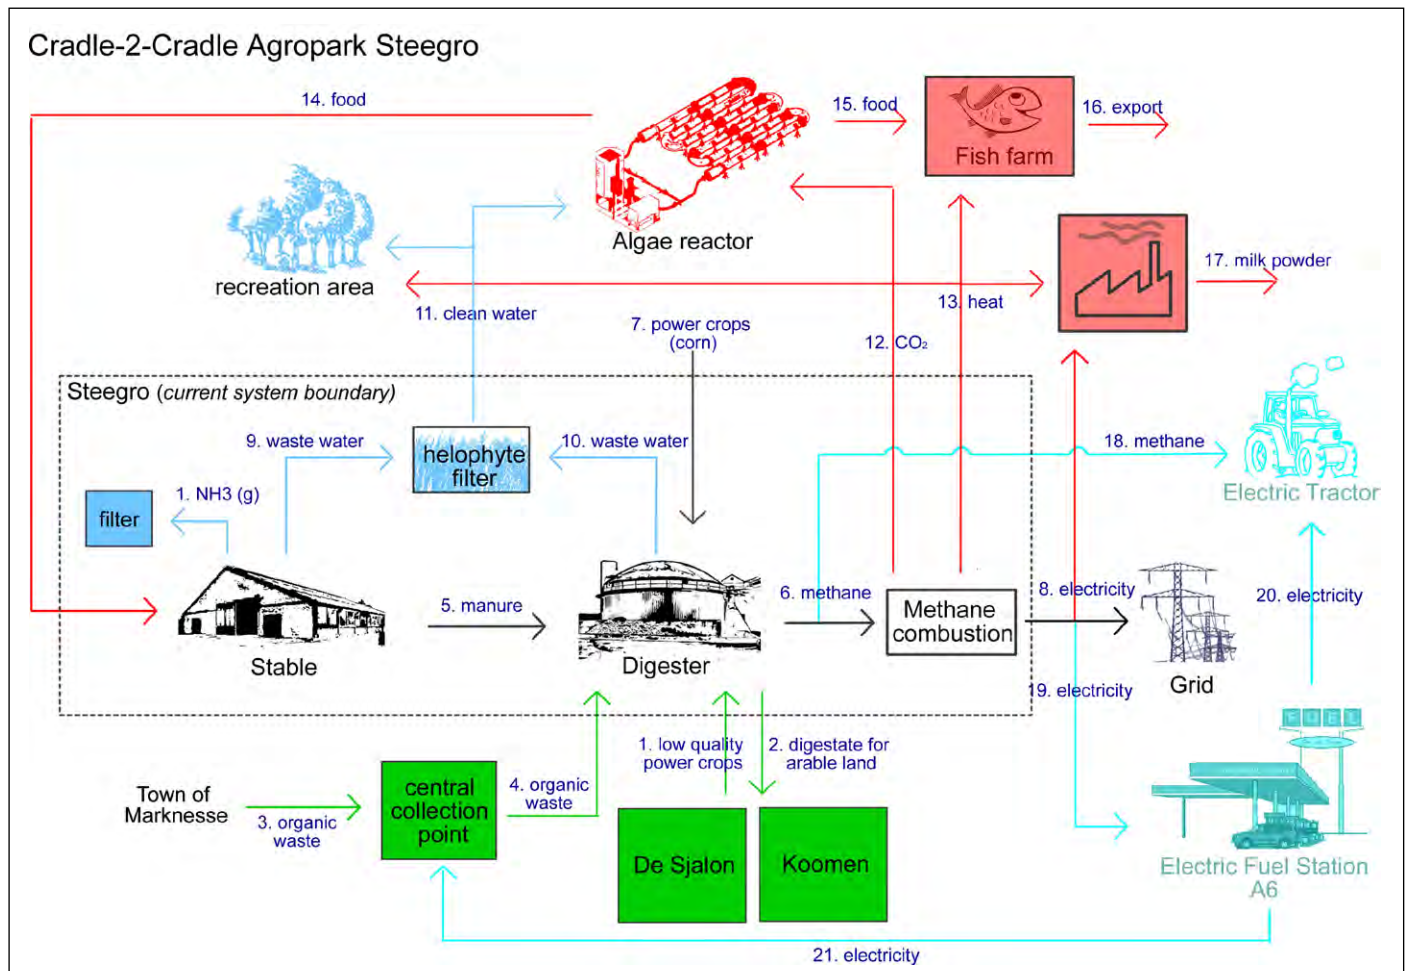 Cradle-2-Cradle Agropark Steegro
14. food
15. food
16. export
Fish farm
Algae reactor
recreation area
17. milk powder
13. heat
11. clean water
7. power crops
(corn)
12. CO₂
Steegro (current system boundary)
9. waste water
10. waste water
18. methane
helophyte
filter
Electric Tractor
1. NH3 (g)
filter
5. manure
6. methane
Methane
combustion
8. electricity
20. electricity
Stable
Digester
Grid
19. electricity
FUEL
1. low quality
power crops
2. digestate for
arable land
Town of
Marknesse
3. organic
waste
central
collection
point
4. organic
waste
De Sjalon
Koomen
Electric Fuel Station
A6
21. electricity